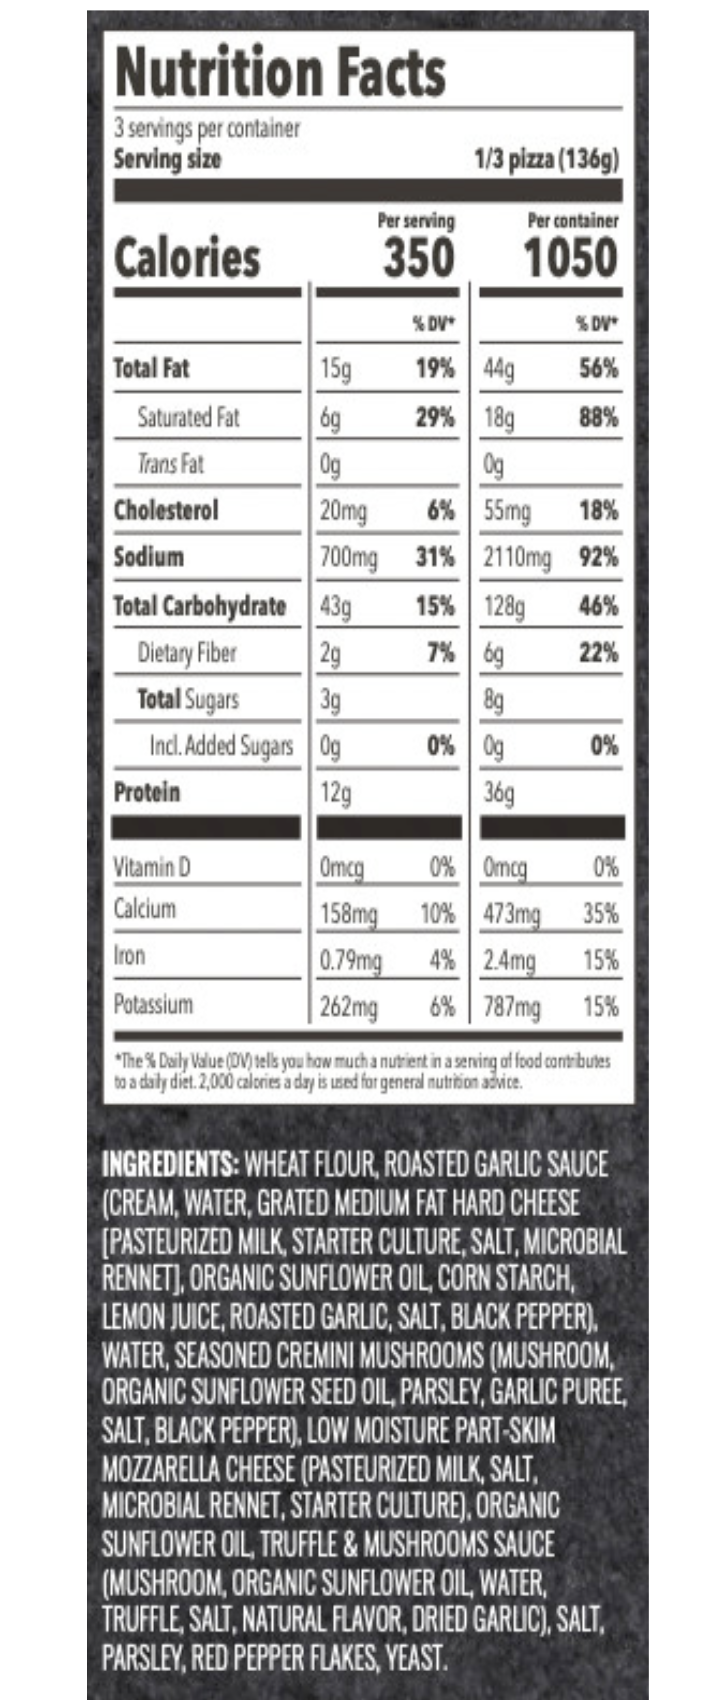 Nutrition Facts
3 servings per container
Serving size 1/3 pizza (136g)
Per serving Per container
Calories 350 1050
% DV* % DV*
Total Fat 15g 19% 44g 56%
Saturated Fat 6g 29% 18g 88%
Trans Fat 0g 0g
Cholesterol 20mg 6% 55mg 18%
Sodium 700mg 31% 2110mg 92%
Total Carbohydrate 43g 15% 128g 46%
Dietary Fiber 2g 7% 6g 22%
Total Sugars 3g 8g
Incl. Added Sugars 0g 0% 0g 0%
Protein 12g 36g
Vitamin D 0mcg 0% 0mcg 0%
Calcium 158mg 10% 473mg 35%
Iron 0.79mg 4% 2.4mg 15%
Potassium 262mg 6% 787mg 15%
*The % Daily Value (DV) tells you how much a nutrient in a serving of food contributes
to a daily diet. 2,000 calories a day is used for general nutrition advice.
INGREDIENTS: WHEAT FLOUR, ROASTED GARLIC SAUCE
(CREAM, WATER, GRATED MEDIUM FAT HARD CHEESE
[PASTEURIZED MILK, STARTER CULTURE, SALT, MICROBIAL
RENNET], ORGANIC SUNFLOWER OIL, CORN STARCH,
LEMON JUICE, ROASTED GARLIC, SALT, BLACK PEPPER),
WATER, SEASONED CREMINI MUSHROOMS (MUSHROOM,
ORGANIC SUNFLOWER SEED OIL, PARSLEY, GARLIC PUREE,
SALT, BLACK PEPPER), LOW MOISTURE PART-SKIM
MOZZARELLA CHEESE (PASTEURIZED MILK, SALT,
MICROBIAL RENNET, STARTER CULTURE), ORGANIC
SUNFLOWER OIL, TRUFFLE & MUSHROOMS SAUCE
(MUSHROOM, ORGANIC SUNFLOWER OIL, WATER,
TRUFFLE, SALT, NATURAL FLAVOR, DRIED GARLIC), SALT,
PARSLEY, RED PEPPER FLAKES, YEAST.